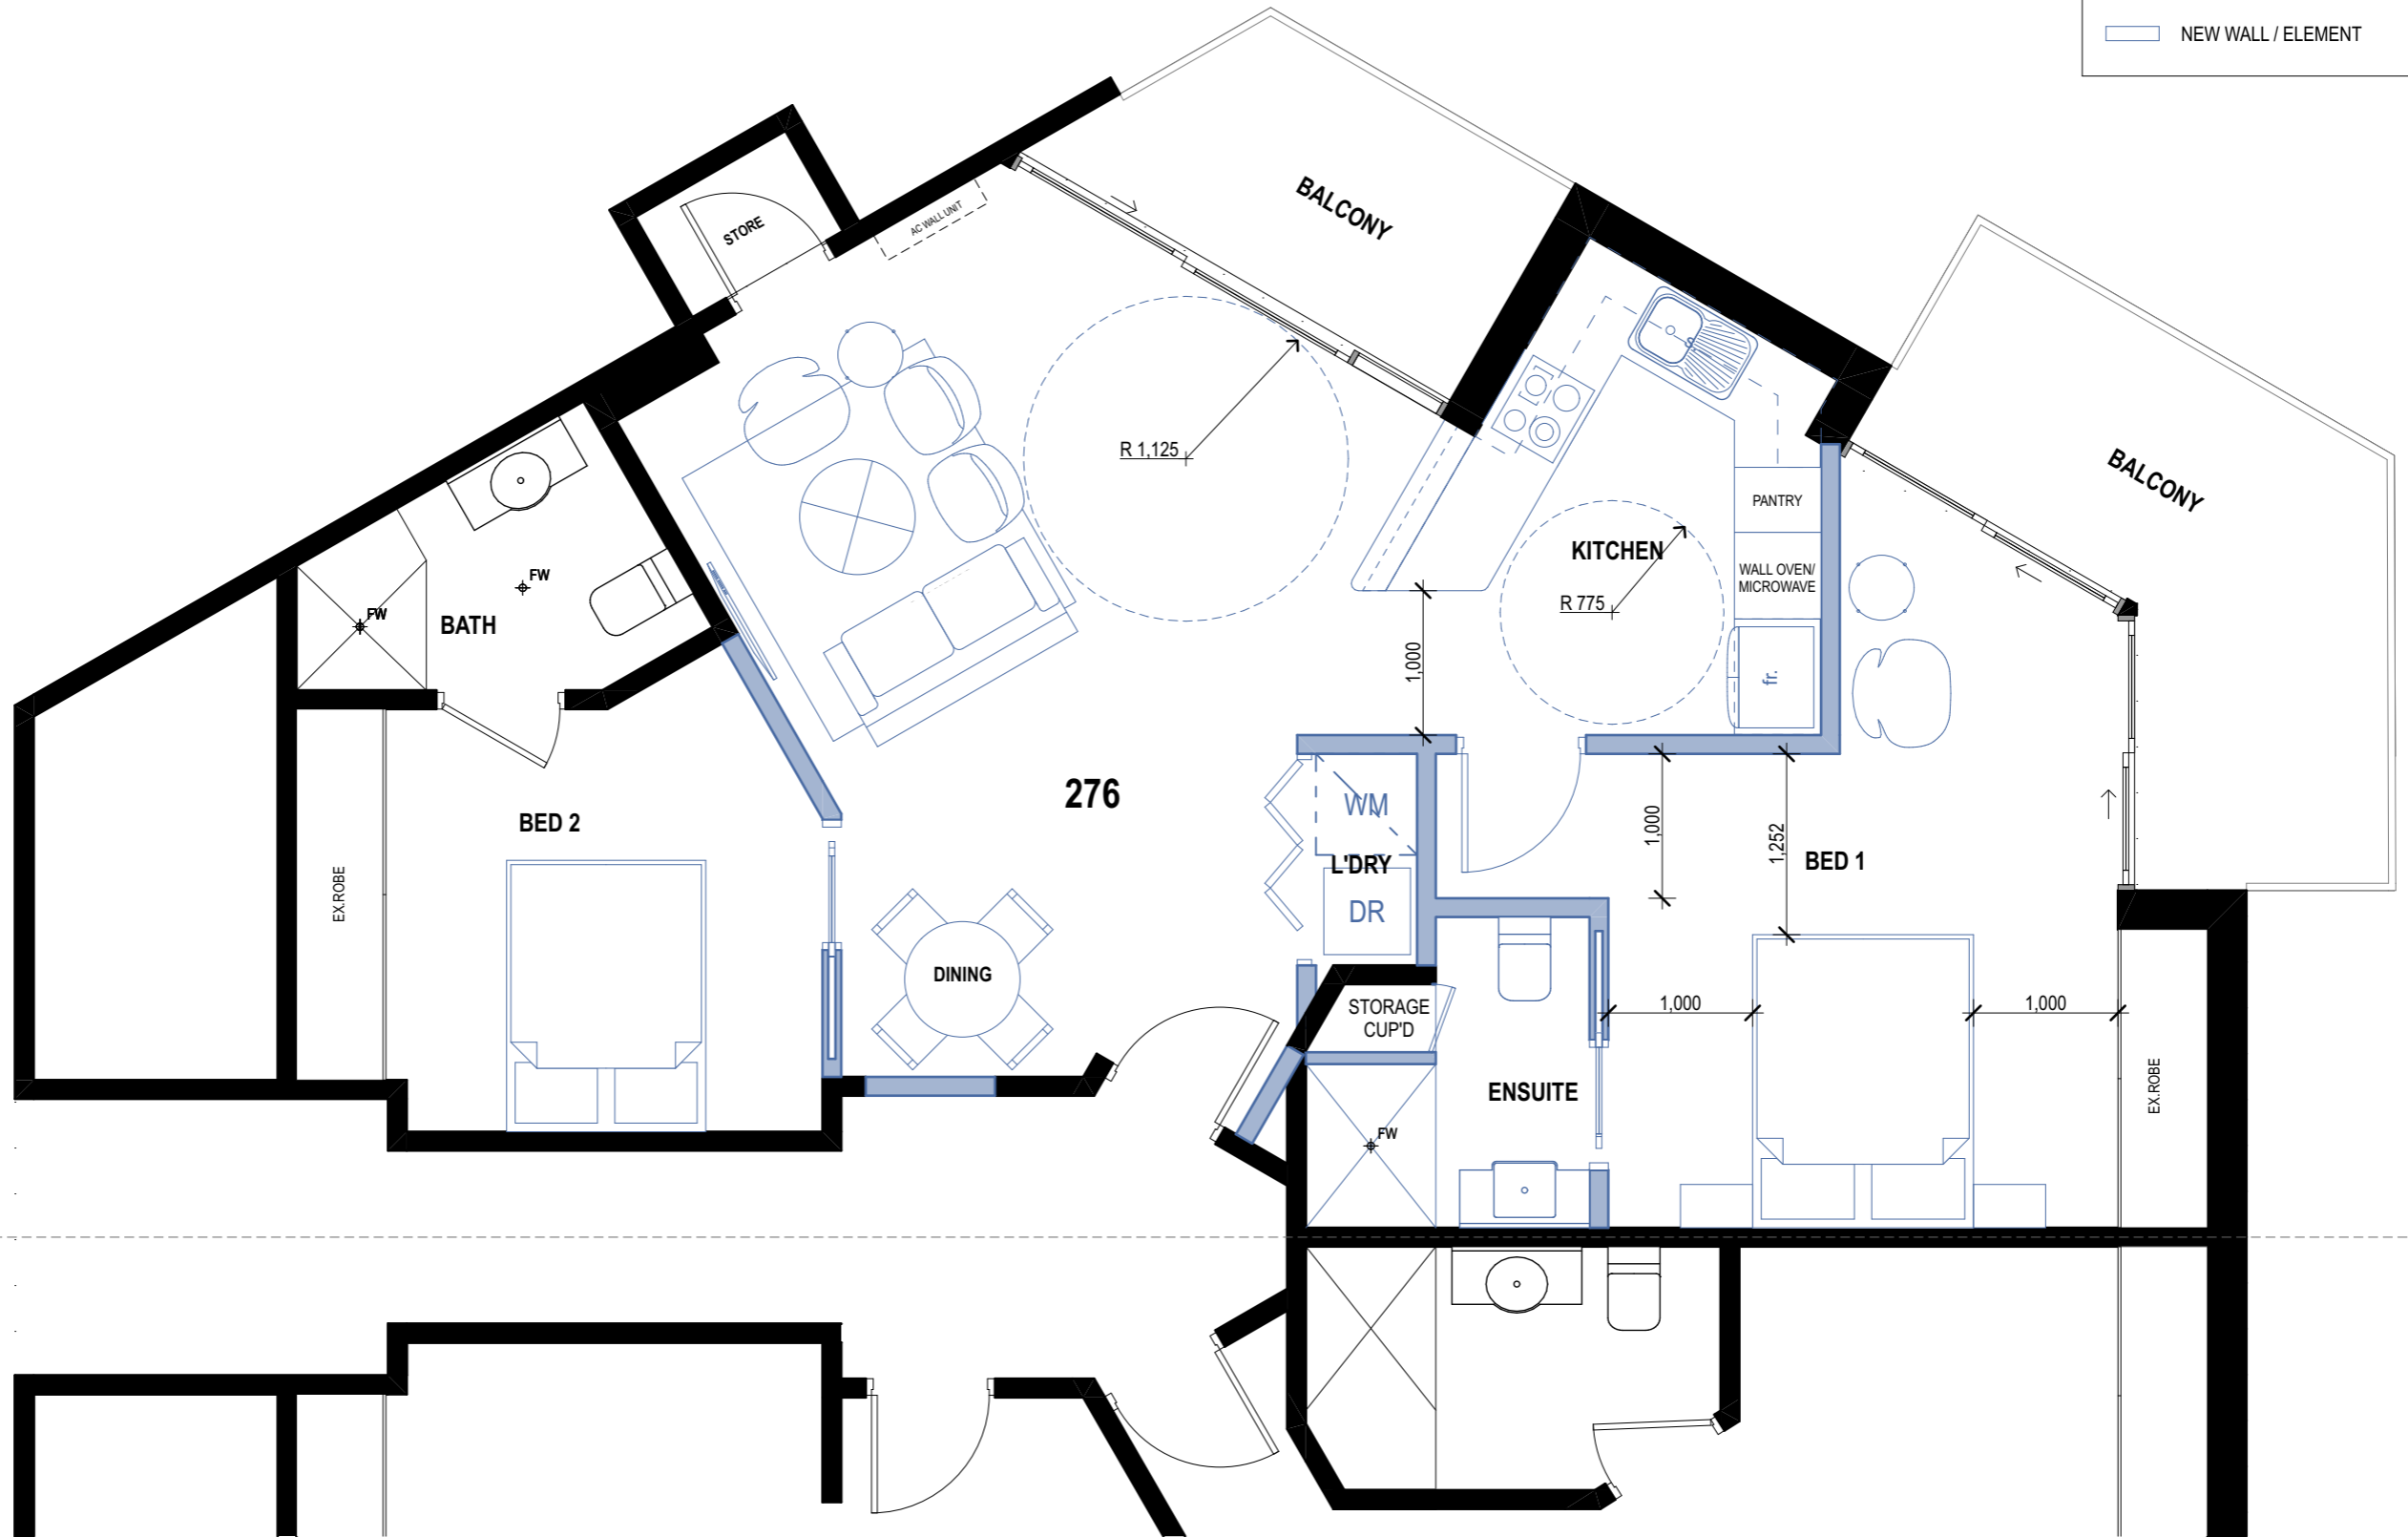 NEW WALL / ELEMENT
BALCONY
STORE
AC WALL UNIT
BALCONY
R 1,125
PANTRY
KITCHEN
WALL OVEN/
MICROWAVE
R 775
FW
FW
BATH
fr.
1,000
276
WM
BED 2
1,000
1,252
L'DRY
BED 1
EX.ROBE
DR
DINING
STORAGE
CUP'D
1,000
1,000
ENSUITE
EX.ROBE
FW